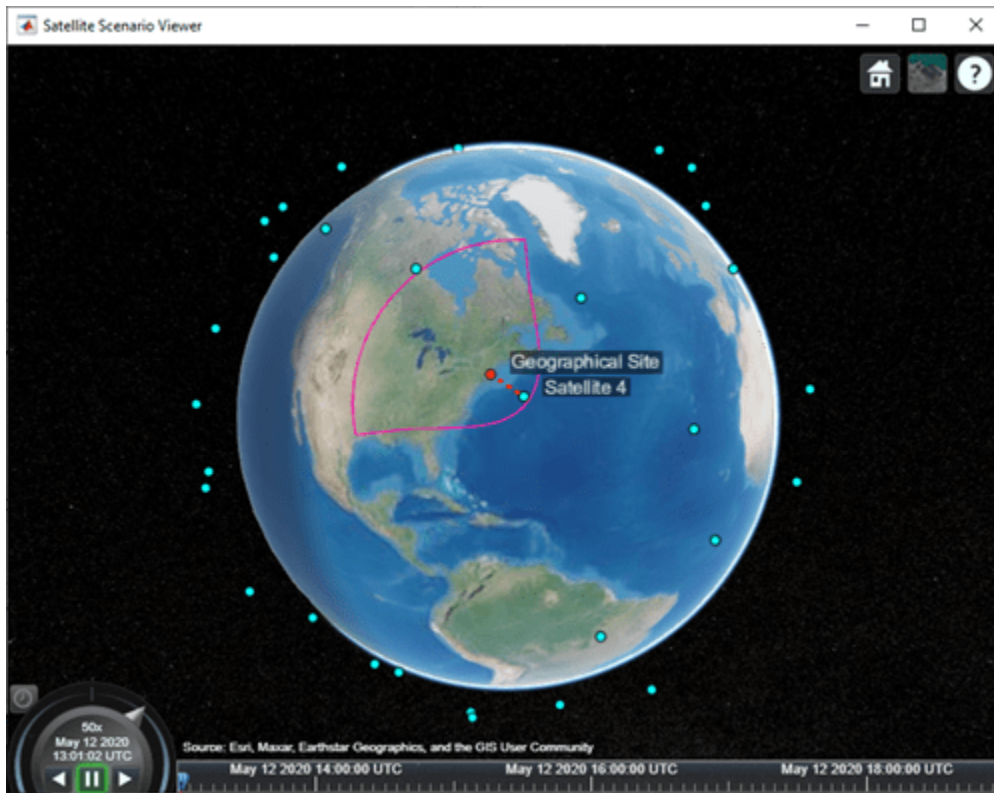 Satellite Scenario Viewer
?
Geographical Site
Satellite 4
50x
May 12 2020
13:01:02 UTC
Source: Esri, Maxar, Earthstar Geographics, and the GIS User Community
May 12 2020 14:00:00 UTC May 12 2020 16:00:00 UTC May 12 2020 18:00:00 UTC